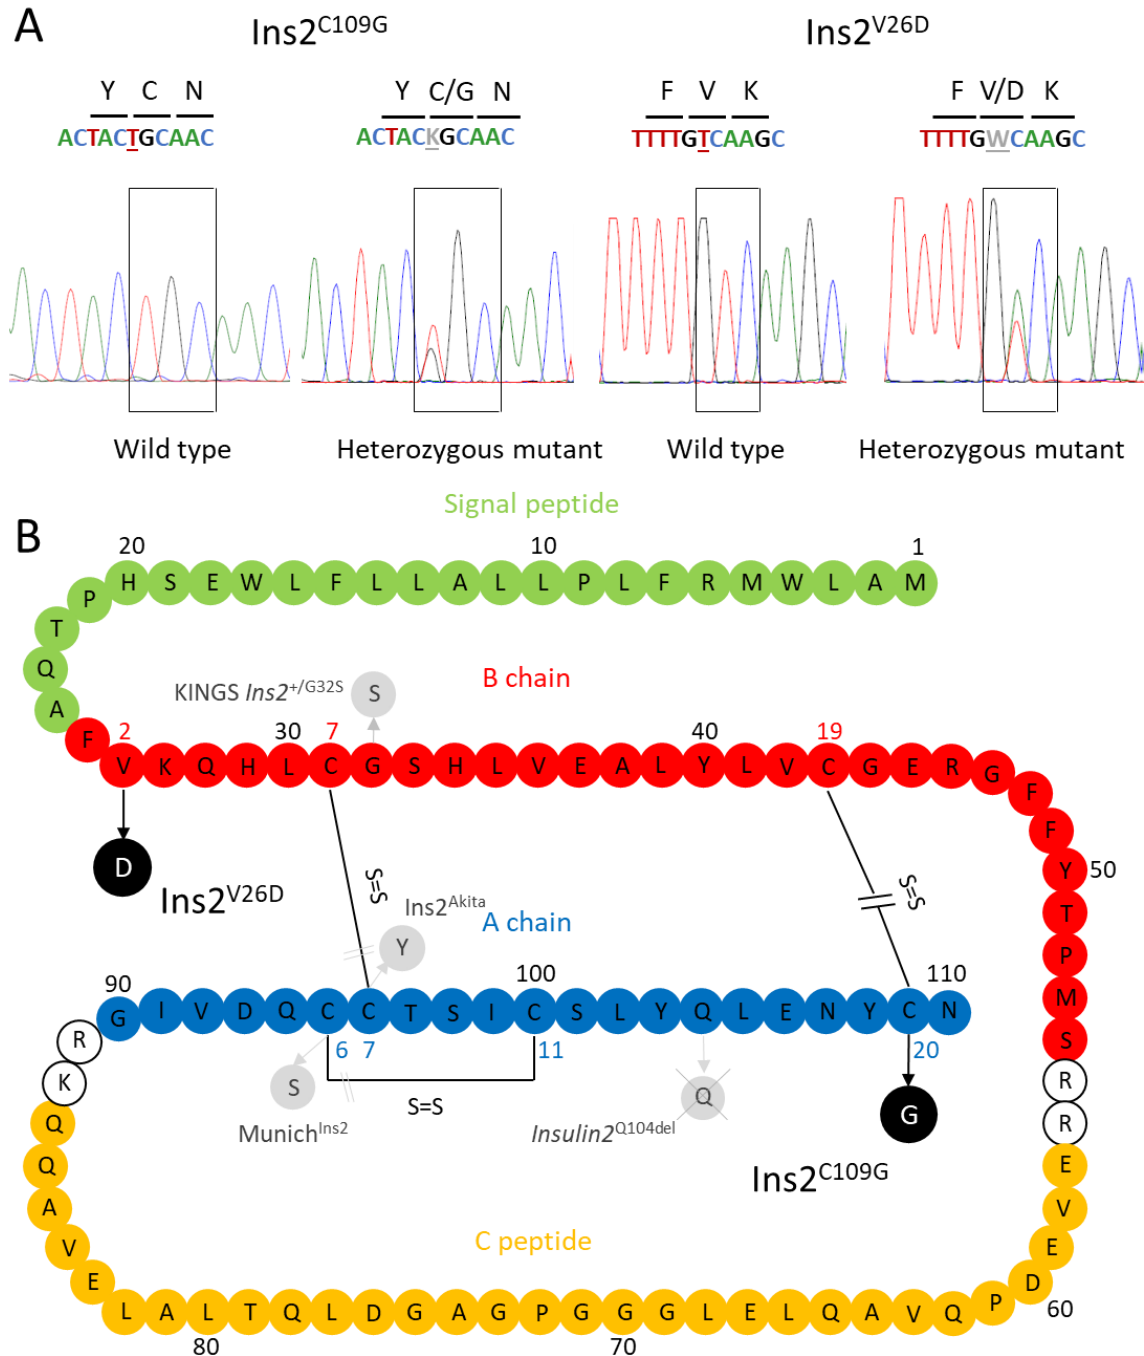 A
Ins2C109G
Ins2V26D
Y C N
Y C/G N
F V K
F V/D K
ACTACTGCAAC
ACTACKGCAAC
TTTTGTCAAGC
TTTTGWCAAGC
Wild type
Heterozygous mutant
Wild type
Heterozygous mutant
Signal peptide
B
20 10 1
H S E W L F L L A L L P L F R M W L A M
P
T
Q
A
F
KINGS Ins2+/G32S
S
B chain
2 30 7 40 19
V K Q H L C G S H L V E A L Y L V C G E R G
F
F
Y 50
T
P
M
S
R
R
D
Ins2V26D
S=S
S=S
Ins2Akita
Y
A chain
90 100 110
G I V D Q C C T S I C S L Y Q L E N Y C N
6 7 11 20
R
K
S
S=S
MunichIns2
Q
Insulin2Q104del
G
Ins2C109G
Q
Q
A
V
E
C peptide
E
V
E
D
P
60
L A L T Q L D G A G P G G G L E L Q A V Q
80 70